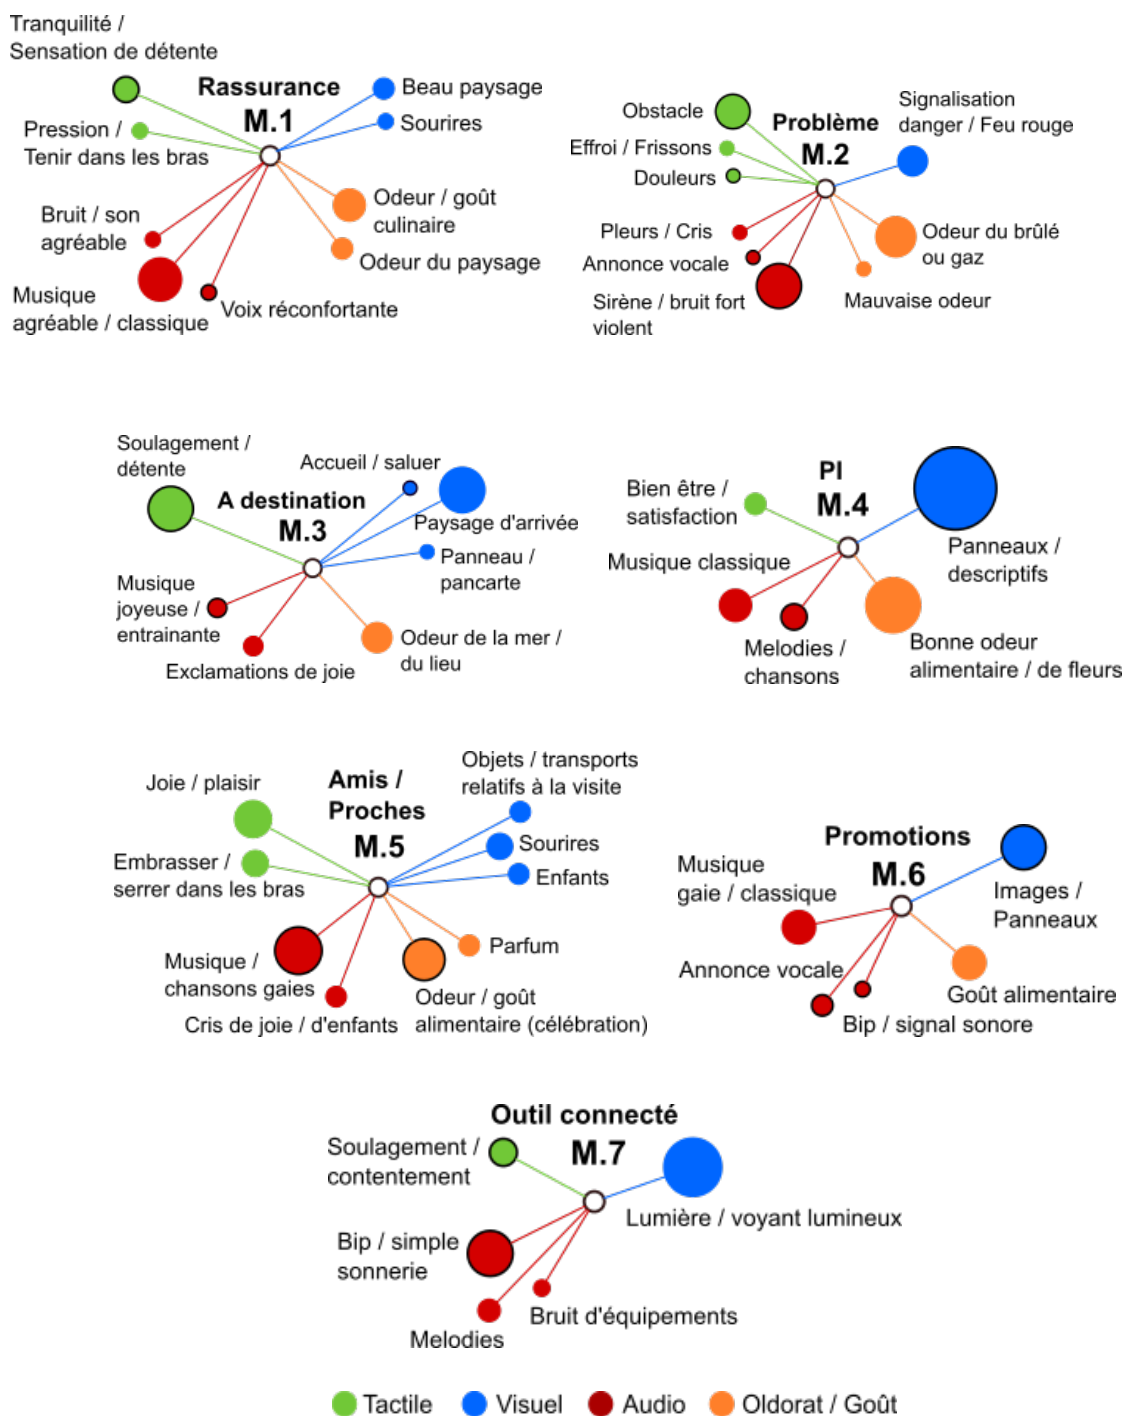 Tranquilité /
Sensation de détente
Rassurance
M.1
Beau paysage
Sourires
Pression /
Tenir dans les bras
Odeur / goût
culinaire
Bruit / son
agréable
Odeur du paysage
Musique
agréable / classique
Voix réconfortante
Obstacle
Problème
M.2
Signalisation
danger / Feu rouge
Effroi / Frissons
Douleurs
Pleurs / Cris
Odeur du brûlé
ou gaz
Annonce vocale
Sirène / bruit fort
violent
Mauvaise odeur
Soulagement /
détente
Accueil / saluer
A destination
M.3
Paysage d'arrivée
Panneau /
pancarte
Musique
joyeuse /
entrainante
Odeur de la mer /
du lieu
Exclamations de joie
PI
M.4
Bien être /
satisfaction
Panneaux /
descriptifs
Musique classique
Melodies /
chansons
Bonne odeur
alimentaire / de fleurs
Joie / plaisir
Amis /
Proches
M.5
Objets / transports
relatifs à la visite
Sourires
Embrasser /
serrer dans les bras
Enfants
Parfum
Musique /
chansons gaies
Odeur / goût
alimentaire (célébration)
Cris de joie / d'enfants
Promotions
M.6
Musique
gaie / classique
Images /
Panneaux
Annonce vocale
Goût alimentaire
Bip / signal sonore
Outil connecté
M.7
Soulagement /
contentement
Lumière / voyant lumineux
Bip / simple
sonnerie
Bruit d'équipements
Melodies
Tactile
Visuel
Audio
Oldorat / Goût